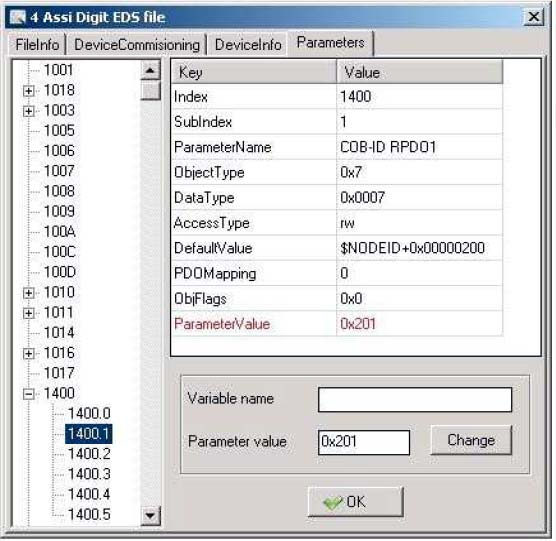 4 Assi Digit EDS file
FileInfo DeviceCommisioning DeviceInfo Parameters
1001
1018
1003
1005
1006
1007
1008
1009
100A
100C
100D
1010
1011
1014
1016
1017
1400
1400.0
1400.1
1400.2
1400.3
1400.4
1400.5
Key Value
Index 1400
SubIndex 1
ParameterName COB-ID RPDO1
ObjectType 0x7
DataType 0x0007
AccessType rw
DefaultValue $NODEID+0x00000200
PDOMapping 0
ObjFlags 0x0
ParameterValue 0x201
Variable name
Parameter value 0x201 Change
OK